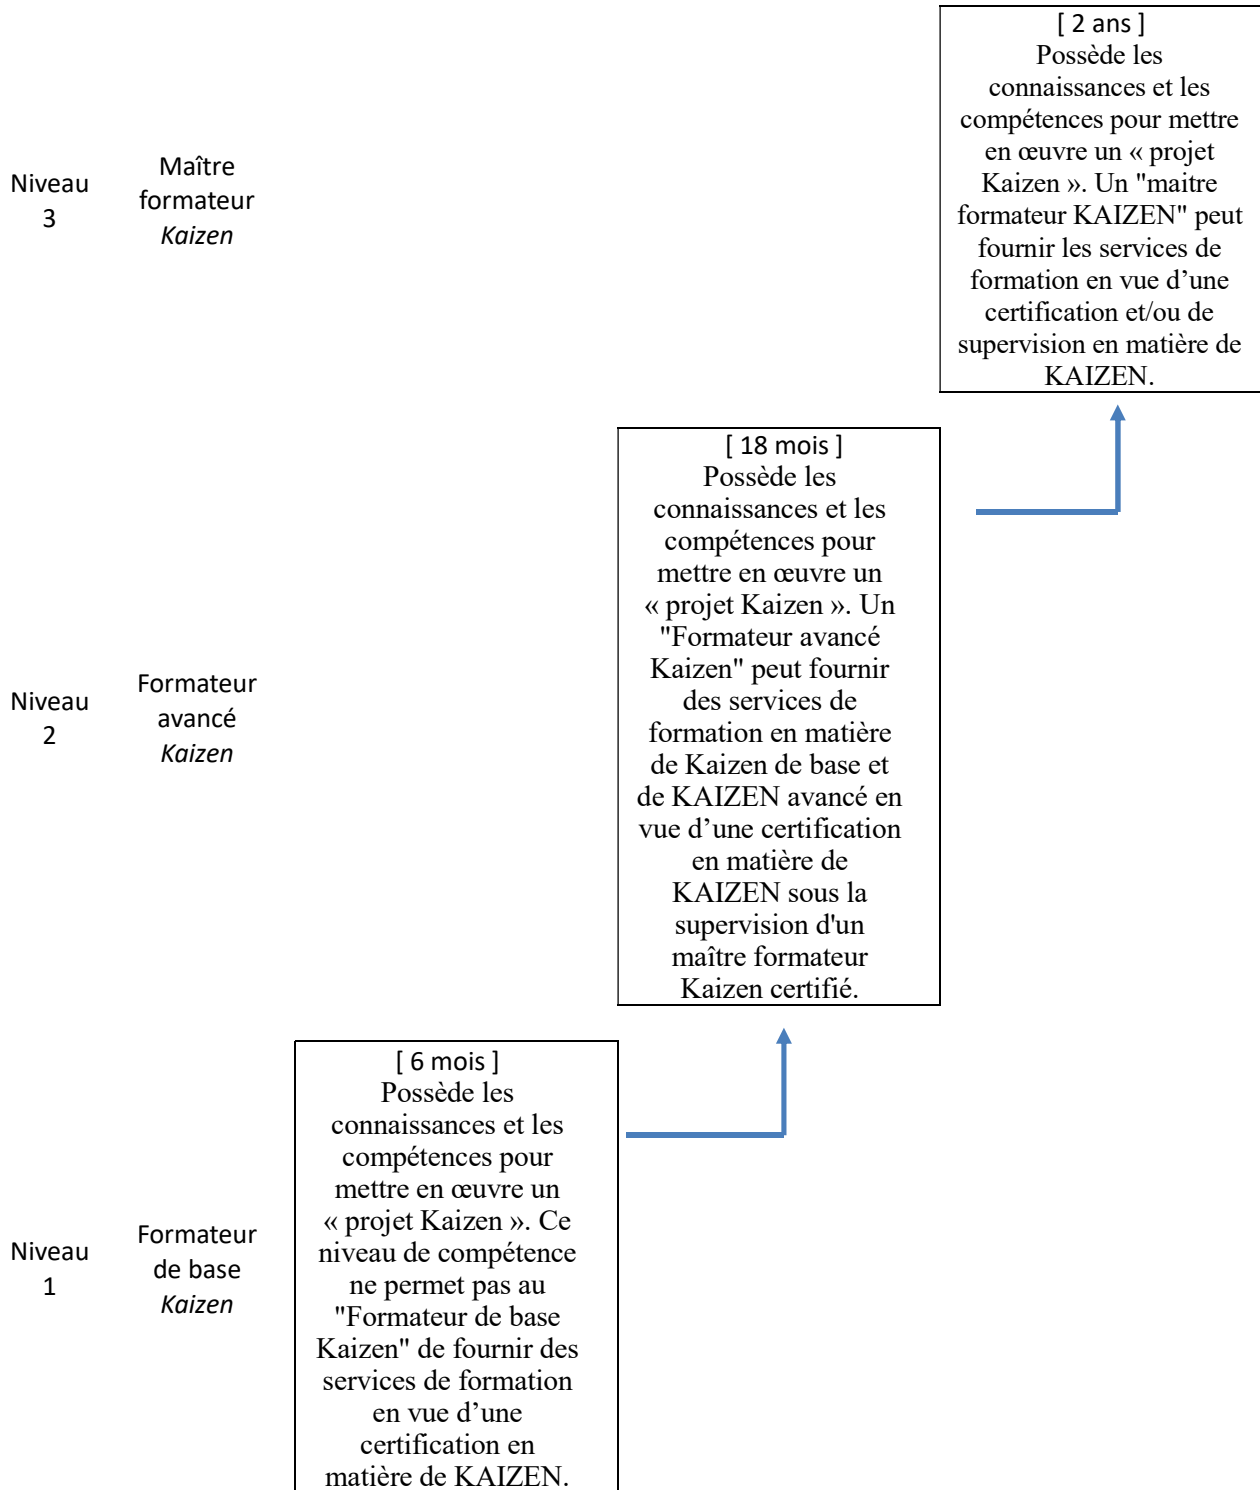 Niveau
3
Maître
formateur
Kaizen
[ 2 ans ]
Possède les
connaissances et les
compétences pour mettre
en œuvre un « projet
Kaizen ». Un "maitre
formateur KAIZEN" peut
fournir les services de
formation en vue d’une
certification et/ou de
supervision en matière de
KAIZEN.
Niveau
2
Formateur
avancé
Kaizen
[ 18 mois ]
Possède les
connaissances et les
compétences pour
mettre en œuvre un
« projet Kaizen ». Un
"Formateur avancé
Kaizen" peut fournir
des services de
formation en matière
de Kaizen de base et
de KAIZEN avancé en
vue d’une certification
en matière de
KAIZEN sous la
supervision d'un
maître formateur
Kaizen certifié.
Niveau
1
Formateur
de base
Kaizen
[ 6 mois ]
Possède les
connaissances et les
compétences pour
mettre en œuvre un
« projet Kaizen ». Ce
niveau de compétence
ne permet pas au
"Formateur de base
Kaizen" de fournir des
services de formation
en vue d’une
certification en
matière de KAIZEN.